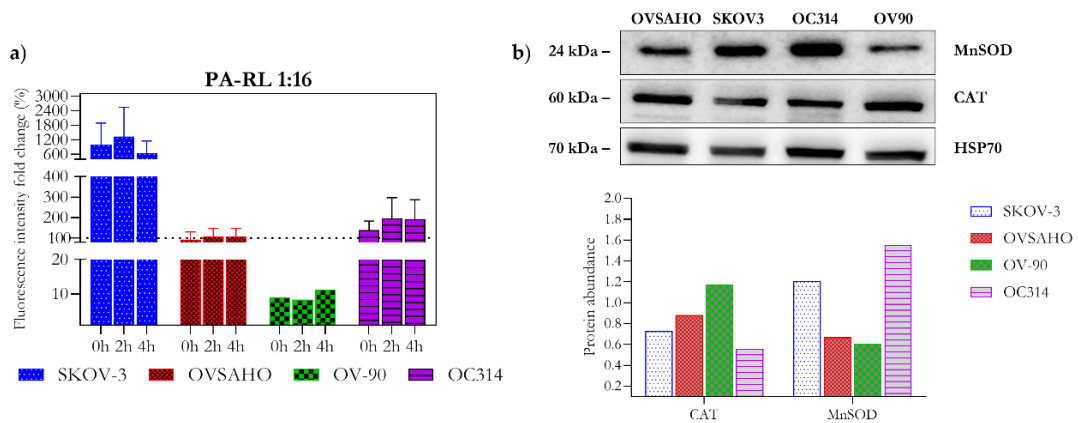 a)
PA-RL 1:16
Fluorescence intensity fold change (%)
3000
2400
1800
1200
600
400
300
200
100
20
10
0h 2h 4h 0h 2h 4h 0h 2h 4h 0h 2h 4h
SKOV-3 OVSAHO OV-90 OC314
b)
OVSAHO SKOV3 OC314 OV90
24 kDa – MnSOD
60 kDa – CAT
70 kDa – HSP70
Protein abundance
2.0
1.8
1.6
1.4
1.2
1.0
0.8
0.6
0.4
0.2
CAT MnSOD
SKOV-3
OVSAHO
OV-90
OC314